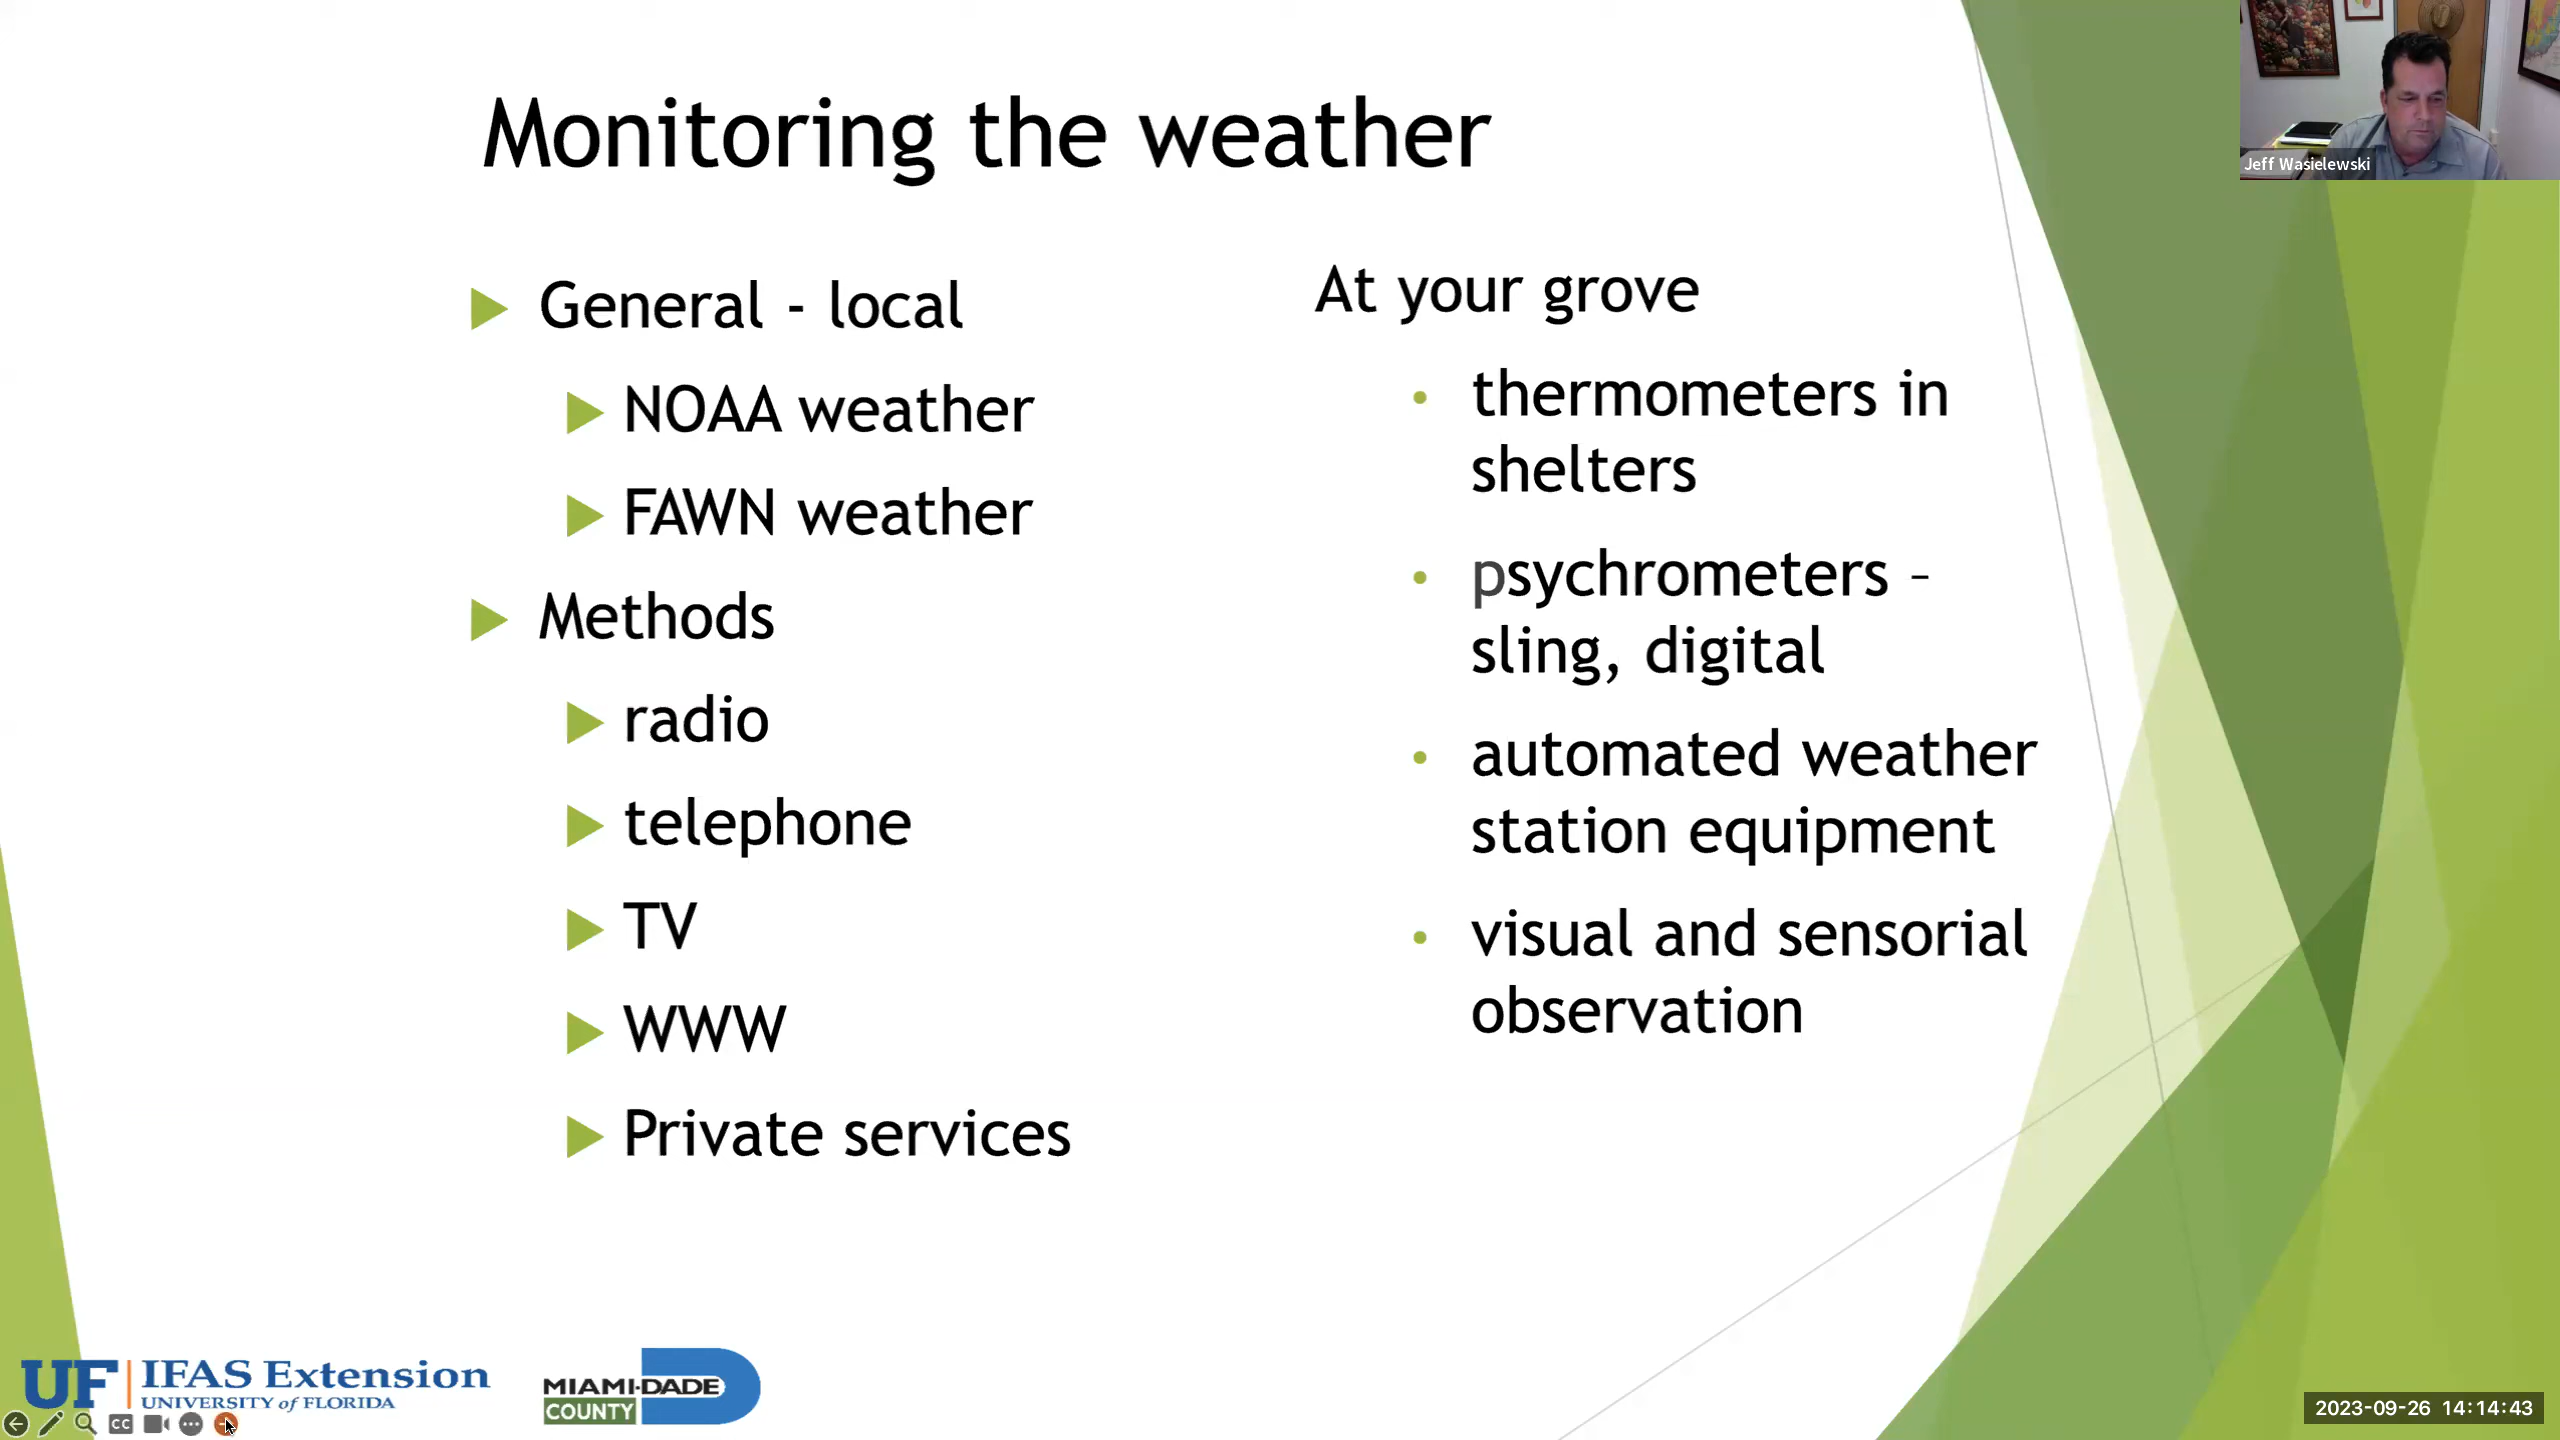 Monitoring the weather
General - local
NOAA weather
FAWN weather
Methods
radio
telephone
TV
WWW
Private services
At your grove
thermometers in
shelters
psychrometers –
sling, digital
automated weather
station equipment
visual and sensorial
observation
Jeff Wasielewski
UF IFAS Extension
UNIVERSITY of FLORIDA
MIAMI-DADE
COUNTY
CC
2023-09-26 14:14:43